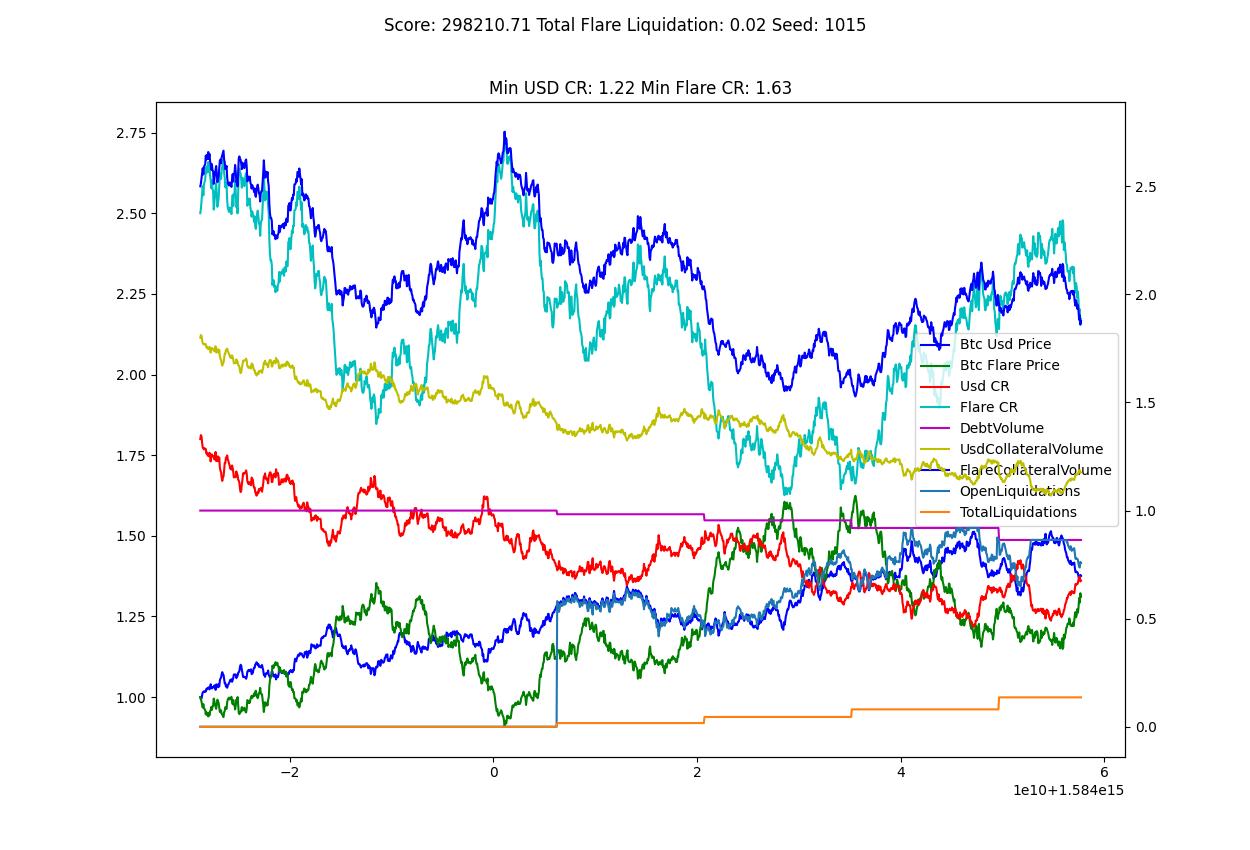 Score: 298210.71 Total Flare Liquidation: 0.02 Seed: 1015
Min USD CR: 1.22 Min Flare CR: 1.63
2.75
2.50
2.25
2.00
1.75
1.50
1.25
1.00
2.5
2.0
1.5
1.0
0.5
0.0
Btc Usd Price
Btc Flare Price
Usd CR
Flare CR
DebtVolume
UsdCollateralVolume
FlareCollateralVolume
OpenLiquidations
TotalLiquidations
−2 0 2 4 6
1e10+1.584e15